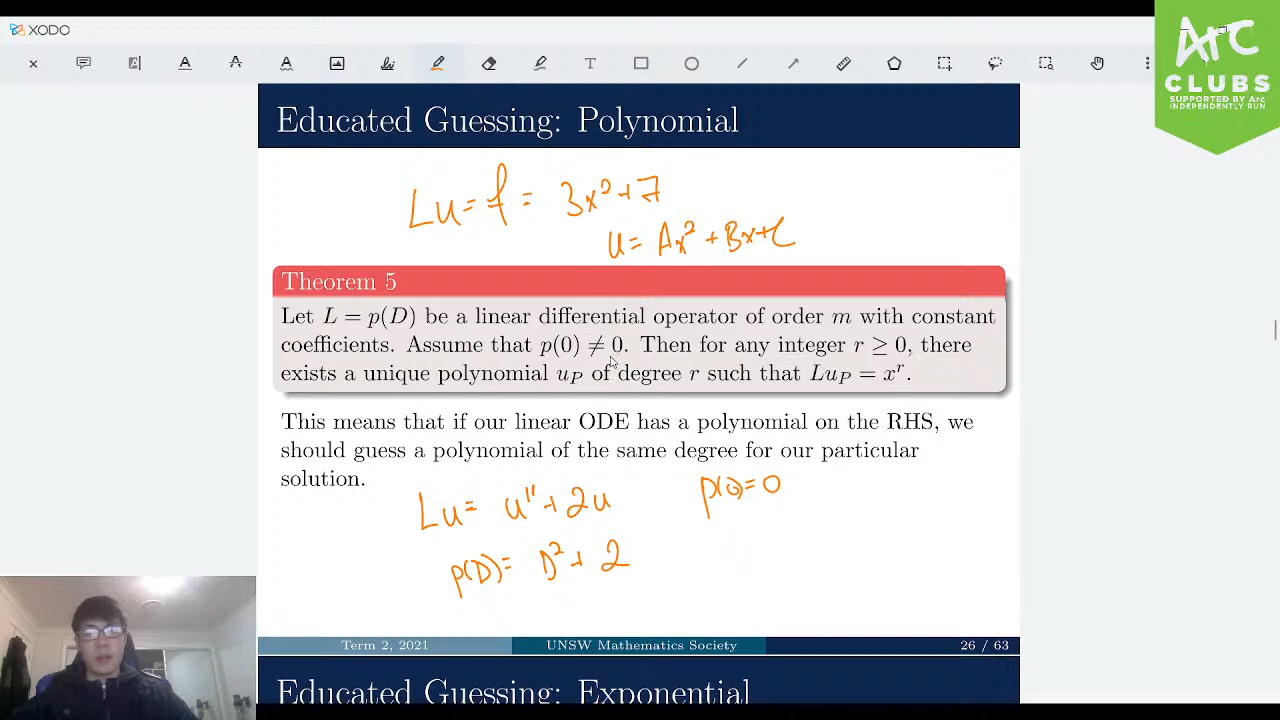 XODO
Arc
CLUBS
SUPPORTED BY Arc
INDEPENDENTLY RUN
T
Educated Guessing: Polynomial
Lu = f = 3x² + 7
u = Ax² + Bx + C
Theorem 5
Let L = p(D) be a linear differential operator of order m with constant
coefficients. Assume that p(0) ≠ 0. Then for any integer r ≥ 0, there
exists a unique polynomial u_P of degree r such that Lu_P = x^r.
This means that if our linear ODE has a polynomial on the RHS, we
should guess a polynomial of the same degree for our particular
solution.
Lu = u'' + 2u
p(0) = 0
p(D) = D² + 2
Term 2, 2021 UNSW Mathematics Society 26 / 63
Educated Guessing: Exponential